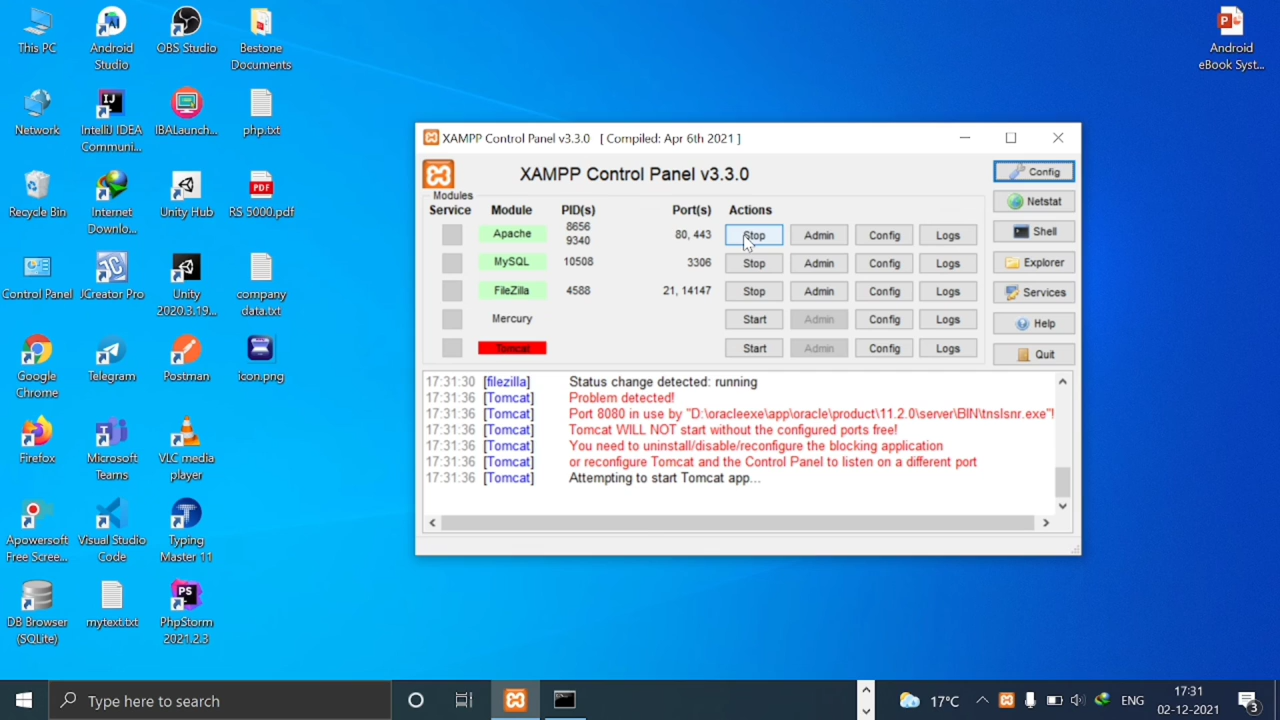 This PC
Android
Studio
OBS Studio
Bestone
Documents
Network
IntelliJ IDEA
Communi...
IBALaunch...
php.txt
Recycle Bin
Internet
Downlo...
Unity Hub
RS 5000.pdf
Control Panel
JCreator Pro
Unity
2020.3.19...
company
data.txt
Google
Chrome
Telegram
Postman
icon.png
Firefox
Microsoft
Teams
VLC media
player
Apowersoft
Free Scree...
Visual Studio
Code
Typing
Master 11
DB Browser
(SQLite)
mytext.txt
PhpStorm
2021.2.3
Android
eBook Syst...
XAMPP Control Panel v3.3.0 [ Compiled: Apr 6th 2021 ]
XAMPP Control Panel v3.3.0
Modules
Service Module PID(s) Port(s) Actions
Apache 8656 9340 80, 443 Stop Admin Config Logs
MySQL 10508 3306 Stop Admin Config Logs
FileZilla 4588 21, 14147 Stop Admin Config Logs
Mercury Start Admin Config Logs
Tomcat Start Admin Config Logs
Config
Netstat
Shell
Explorer
Services
Help
Quit
17:31:30 [filezilla] Status change detected: running
17:31:36 [Tomcat] Problem detected!
17:31:36 [Tomcat] Port 8080 in use by "D:\oraclexe\app\oracle\product\11.2.0\server\BIN\tnslsnr.exe"!
17:31:36 [Tomcat] Tomcat WILL NOT start without the configured ports free!
17:31:36 [Tomcat] You need to uninstall/disable/reconfigure the blocking application
17:31:36 [Tomcat] or reconfigure Tomcat and the Control Panel to listen on a different port
17:31:36 [Tomcat] Attempting to start Tomcat app...
Type here to search
17°C
ENG
17:31
02-12-2021
3